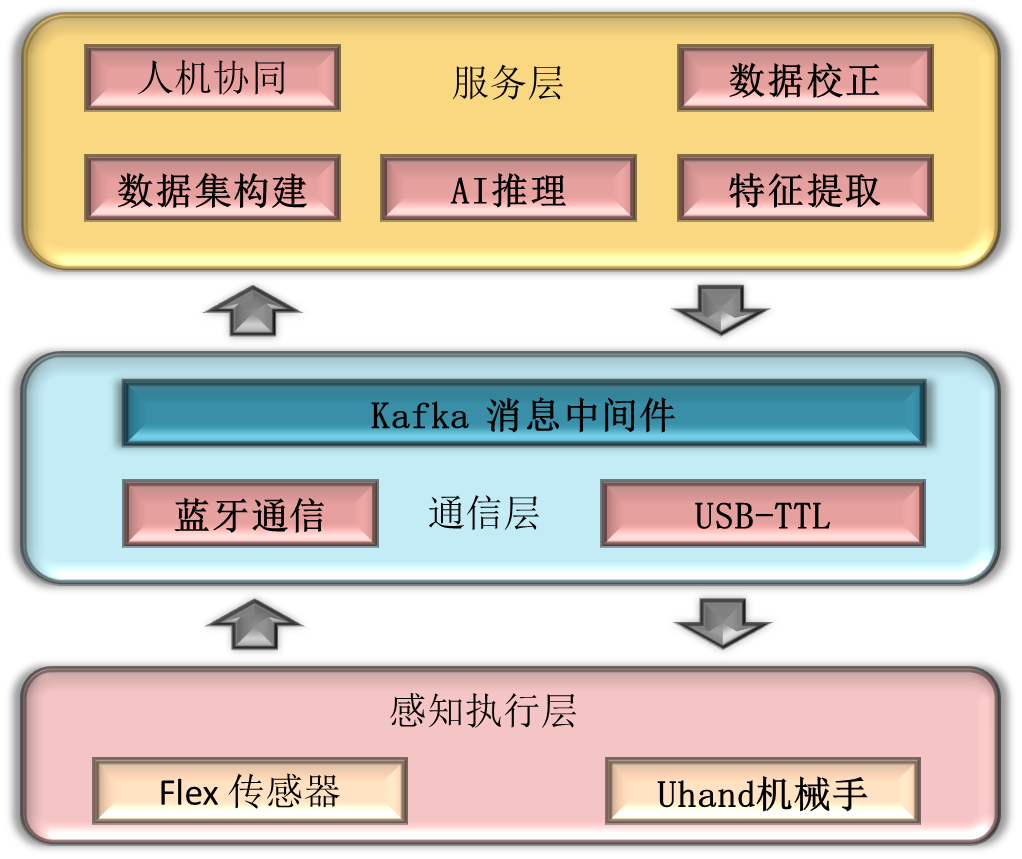 人机协同
服务层
数据校正
数据集构建
AI推理
特征提取
Kafka 消息中间件
蓝牙通信
通信层
USB-TTL
感知执行层
Flex 传感器
Uhand机械手